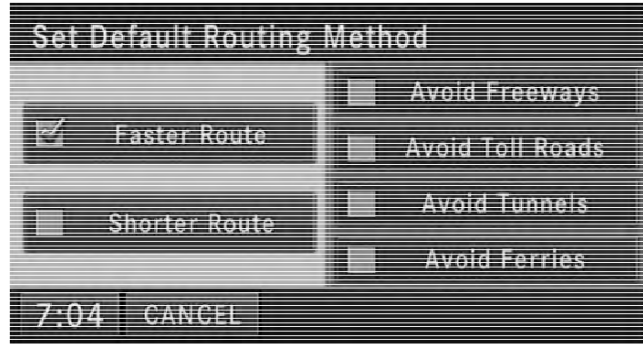 Set Default Routing Method
Faster Route
Shorter Route
Avoid Freeways
Avoid Toll Roads
Avoid Tunnels
Avoid Ferries
7:04 CANCEL